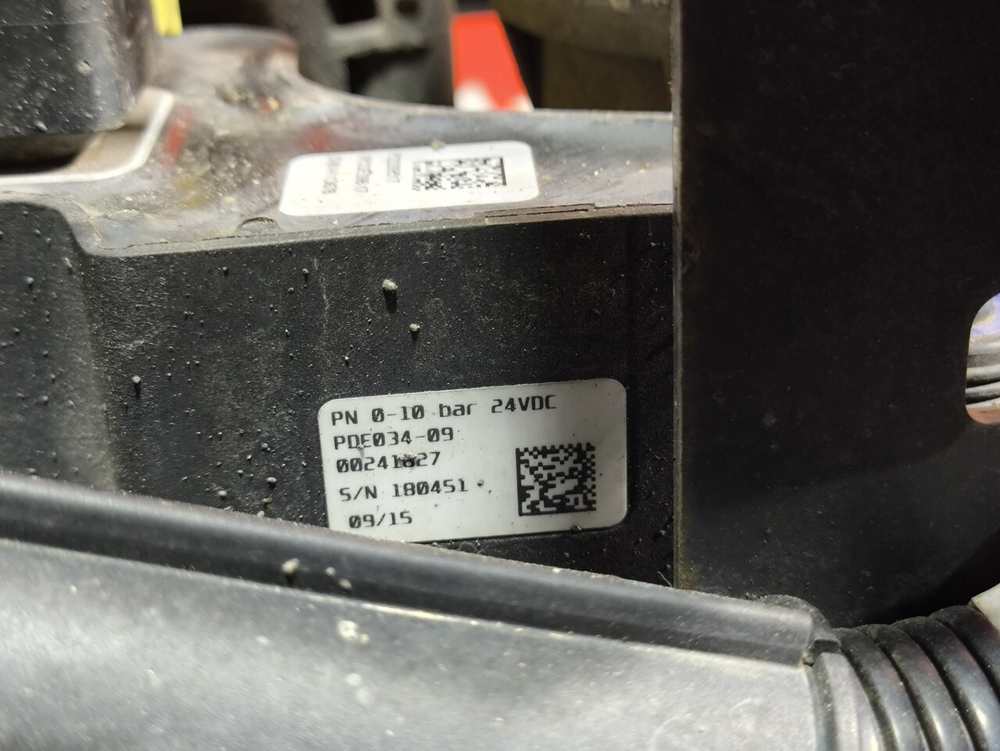 PN 0-10 bar 24VDC
PDE034-09
00241827
S/N 180451
09/15